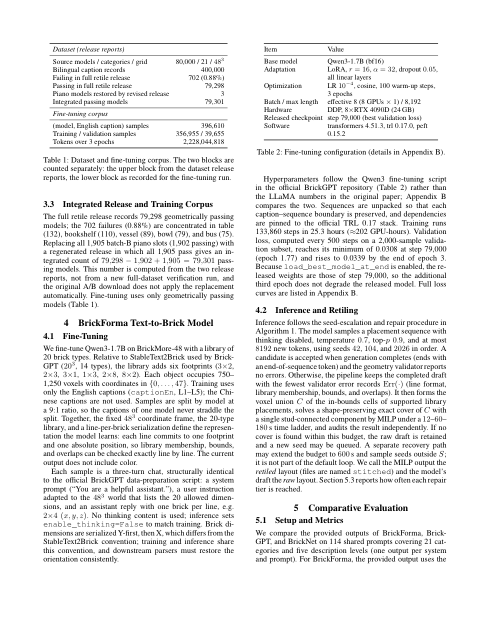 Dataset (release reports)
Source models / categories / grid 80,000 / 21 / 48³
Bilingual caption records 400,000
Failing in full retile release 702 (0.88%)
Passing in full retile release 79,298
Piano models restored by revised release 3
Integrated passing models 79,301
Fine-tuning corpus
(model, English caption) samples 396,610
Training / validation samples 356,955 / 39,655
Tokens over 3 epochs 2,228,044,818
Table 1: Dataset and fine-tuning corpus. The two blocks are
counted separately: the upper block from the dataset release
reports, the lower block as recorded for the fine-tuning run.
3.3 Integrated Release and Training Corpus
The full retile release records 79,298 geometrically passing
models; the 702 failures (0.88%) are concentrated in table
(132), bookshelf (110), vessel (89), bowl (79), and bus (75).
Replacing all 1,905 batch-B piano slots (1,902 passing) with
a regenerated release in which all 1,905 pass gives an in-
tegrated count of 79,298 − 1,902 + 1,905 = 79,301 pass-
ing models. This number is computed from the two release
reports, not from a new full-dataset verification run, and
the original A/B download does not apply the replacement
automatically. Fine-tuning uses only geometrically passing
models (Table 1).
4 BrickForma Text-to-Brick Model
4.1 Fine-Tuning
We fine-tune Qwen3-1.7B on BrickMore-48 with a library of
20 brick types. Relative to StableText2Brick used by Brick-
GPT (20³, 14 types), the library adds six footprints (3×2,
2×3, 3×1, 1×3, 2×8, 8×2). Each object occupies 750–
1,250 voxels with coordinates in {0, . . . , 47}. Training uses
only the English captions (captionEn, L1–L5); the Chi-
nese captions are not used. Samples are split by model at
a 9:1 ratio, so the captions of one model never straddle the
split. Together, the fixed 48³ coordinate frame, the 20-type
library, and a line-per-brick serialization define the represen-
tation the model learns: each line commits to one footprint
and one absolute position, so library membership, bounds,
and overlaps can be checked exactly line by line. The current
output does not include color.
Each sample is a three-turn chat, structurally identical
to the official BrickGPT data-preparation script: a system
prompt (“You are a helpful assistant.”), a user instruction
adapted to the 48³ world that lists the 20 allowed dimen-
sions, and an assistant reply with one brick per line, e.g.
2×4 (x,y,z). No thinking content is used; inference sets
enable_thinking=False to match training. Brick di-
mensions are serialized Y-first, then X, which differs from the
StableText2Brick convention; training and inference share
this convention, and downstream parsers must restore the
orientation consistently.
Item Value
Base model Qwen3-1.7B (bf16)
Adaptation LoRA, r = 16, α = 32, dropout 0.05,
all linear layers
Optimization LR 10⁻⁴, cosine, 100 warm-up steps,
3 epochs
Batch / max length effective 8 (8 GPUs × 1) / 8,192
Hardware DDP, 8×RTX 4090D (24 GB)
Released checkpoint step 79,000 (best validation loss)
Software transformers 4.51.3, trl 0.17.0, peft
0.15.2
Table 2: Fine-tuning configuration (details in Appendix B).
Hyperparameters follow the Qwen3 fine-tuning script
in the official BrickGPT repository (Table 2) rather than
the LLaMA numbers in the original paper; Appendix B
compares the two. Sequences are unpacked so that each
caption–sequence boundary is preserved, and dependencies
are pinned to the official TRL 0.17 stack. Training runs
133,860 steps in 25.3 hours (≈202 GPU-hours). Validation
loss, computed every 500 steps on a 2,000-sample valida-
tion subset, reaches its minimum of 0.0308 at step 79,000
(epoch 1.77) and rises to 0.0339 by the end of epoch 3.
Because load_best_model_at_end is enabled, the re-
leased weights are those of step 79,000, so the additional
third epoch does not degrade the released model. Full loss
curves are listed in Appendix B.
4.2 Inference and Retiling
Inference follows the seed-escalation and repair procedure in
Algorithm 1. The model samples a placement sequence with
thinking disabled, temperature 0.7, top-p 0.9, and at most
8192 new tokens, using seeds 42, 104, and 2026 in order. A
candidate is accepted when generation completes (ends with
an end-of-sequence token) and the geometry validator reports
no errors. Otherwise, the pipeline keeps the completed draft
with the fewest validator error records Err(·) (line format,
library membership, bounds, and overlaps). It then forms the
voxel union C of the in-bounds cells of supported library
placements, solves a shape-preserving exact cover of C with
a single stud-connected component by MILP under a 12–60–
180 s time ladder, and audits the result independently. If no
cover is found within this budget, the raw draft is retained
and a new seed may be queued. A separate recovery path
may extend the budget to 600 s and sample seeds outside S;
it is not part of the default loop. We call the MILP output the
retiled layout (files are named stitched) and the model’s
draft the raw layout. Section 5.3 reports how often each repair
tier is reached.
5 Comparative Evaluation
5.1 Setup and Metrics
We compare the provided outputs of BrickForma, Brick-
GPT, and BrickNet on 114 shared prompts covering 21 cat-
egories and five description levels (one output per system
and prompt). For BrickForma, the provided output uses the